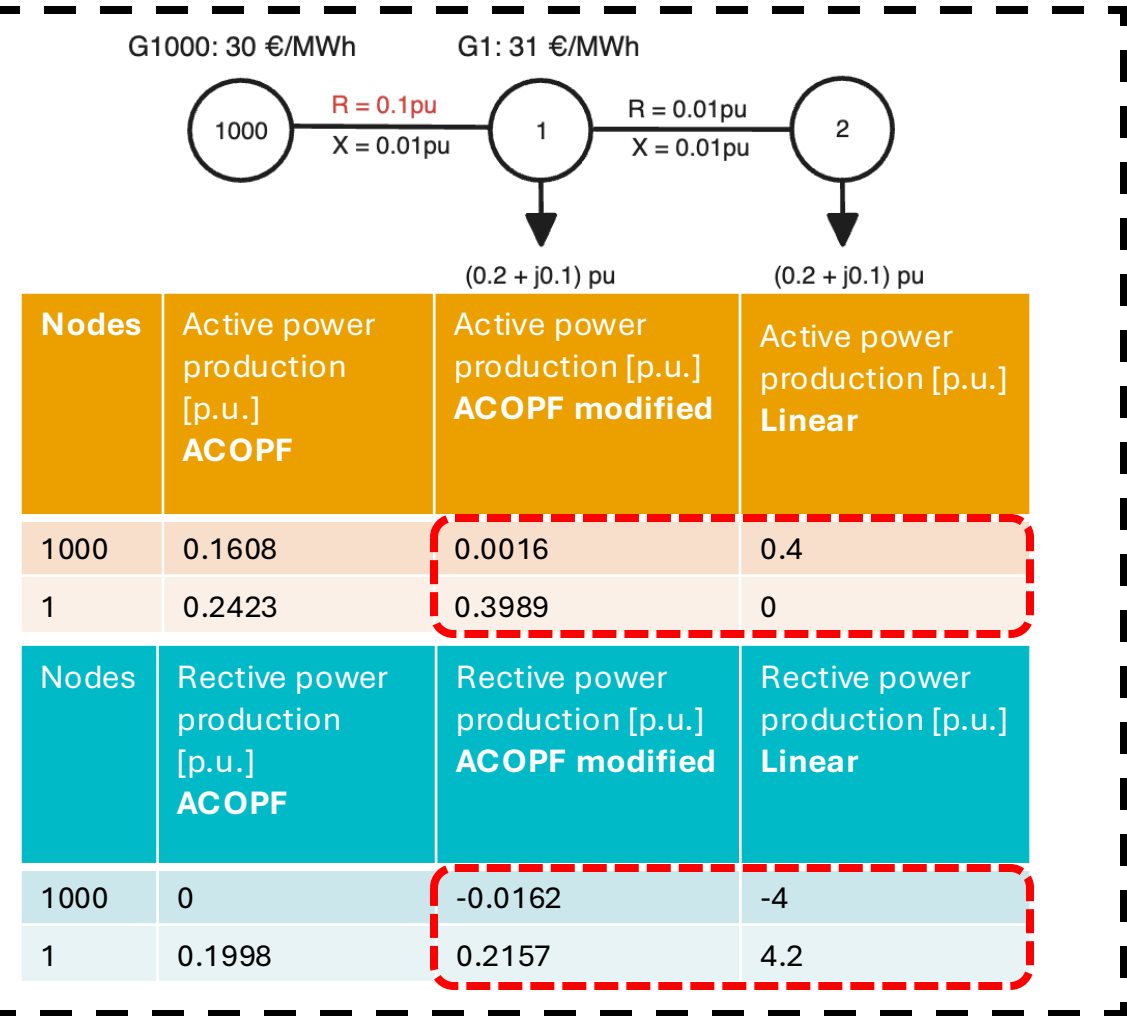 G1000: 30 €/MWh
G1: 31 €/MWh
R = 0.1pu
R = 0.01pu
1000
1
2
X = 0.01pu
X = 0.01pu
(0.2 + j0.1) pu
(0.2 + j0.1) pu
Nodes
Active power
production
[p.u.]
ACOPF
Active power
production [p.u.]
ACOPF modified
Active power
production [p.u.]
Linear
1000 0.1608 0.0016 0.4
1 0.2423 0.3989 0
Nodes
Rective power
production
[p.u.]
ACOPF
Rective power
production [p.u.]
ACOPF modified
Rective power
production [p.u.]
Linear
1000 0 -0.0162 -4
1 0.1998 0.2157 4.2